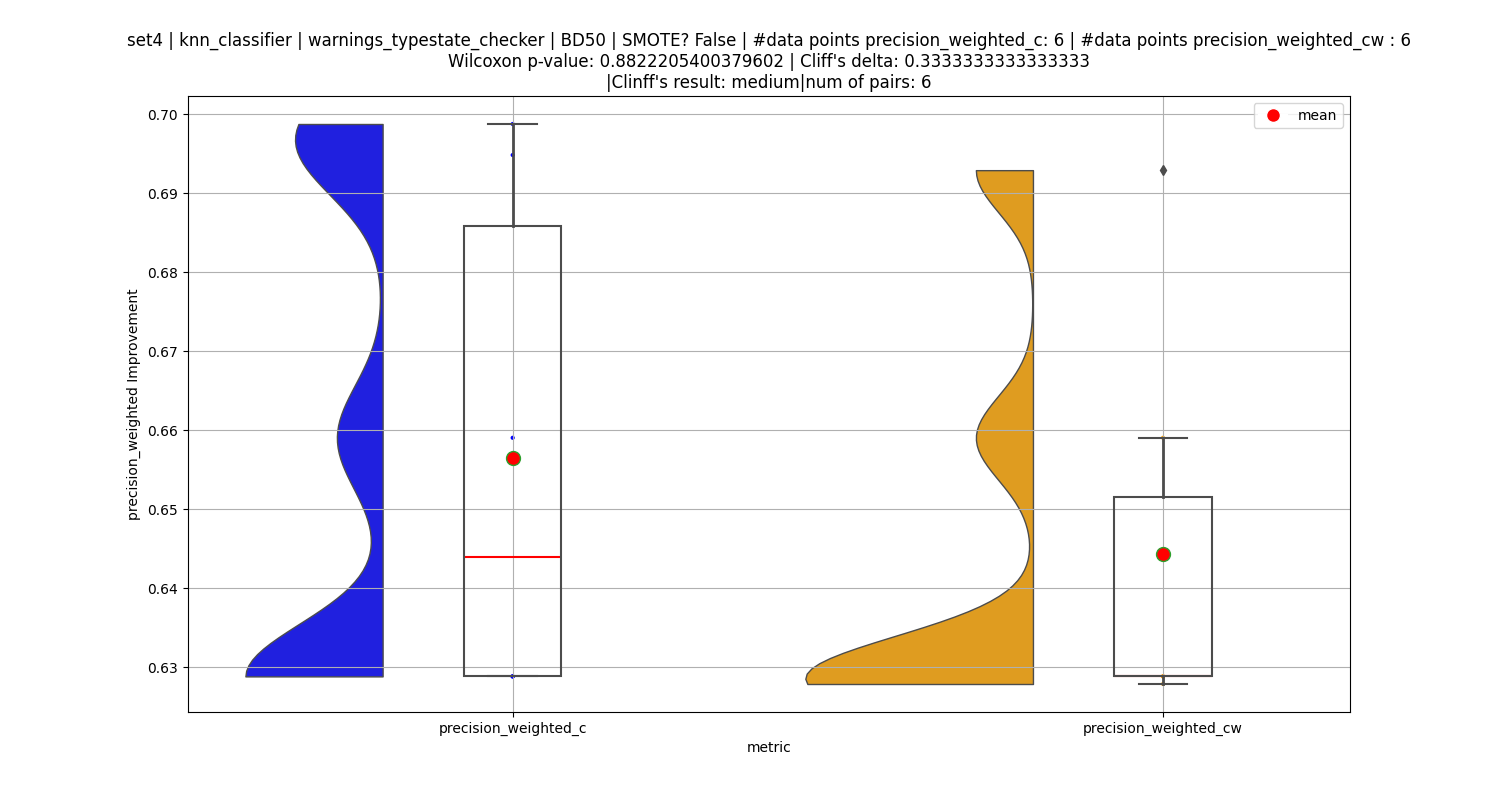 set4 | knn_classifier | warnings_typestate_checker | BD50 | SMOTE? False | #data points precision_weighted_c: 6 | #data points precision_weighted_cw : 6
Wilcoxon p-value: 0.8822205400379602 | Cliff's delta: 0.3333333333333333
|Clinff's result: medium|num of pairs: 6
mean
precision_weighted Improvement
0.70
0.69
0.68
0.67
0.66
0.65
0.64
0.63
precision_weighted_c
precision_weighted_cw
metric